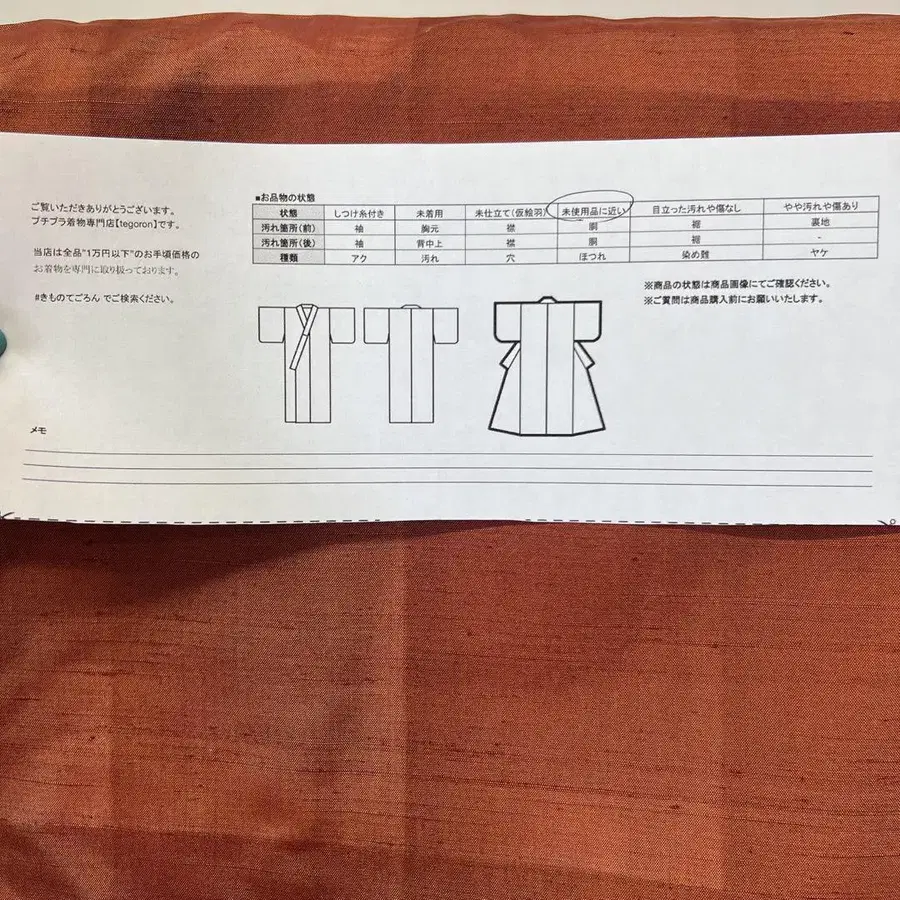 ご覧いただきありがとうございます。
プチプラ着物専門店【tegoron】です。
当店は全品"1万円以下"のお手頃価格の
お着物を専門に取り扱っております。
#きものてごろん でご検索ください。
■お品物の状態
状態 しつけ糸付き 未着用 未仕立て(仮絵羽) 未使用品に近い 目立った汚れや傷なし やや汚れや傷あり
汚れ箇所(前) 袖 胸元 襟 胴 裾 裏地
汚れ箇所(後) 袖 背中上 襟 胴 裾 -
種類 アク 汚れ 穴 ほつれ 染め難 ヤケ
※商品の状態は商品画像にてご確認ください。
※ご質問は商品購入前にお願いいたします。
メモ